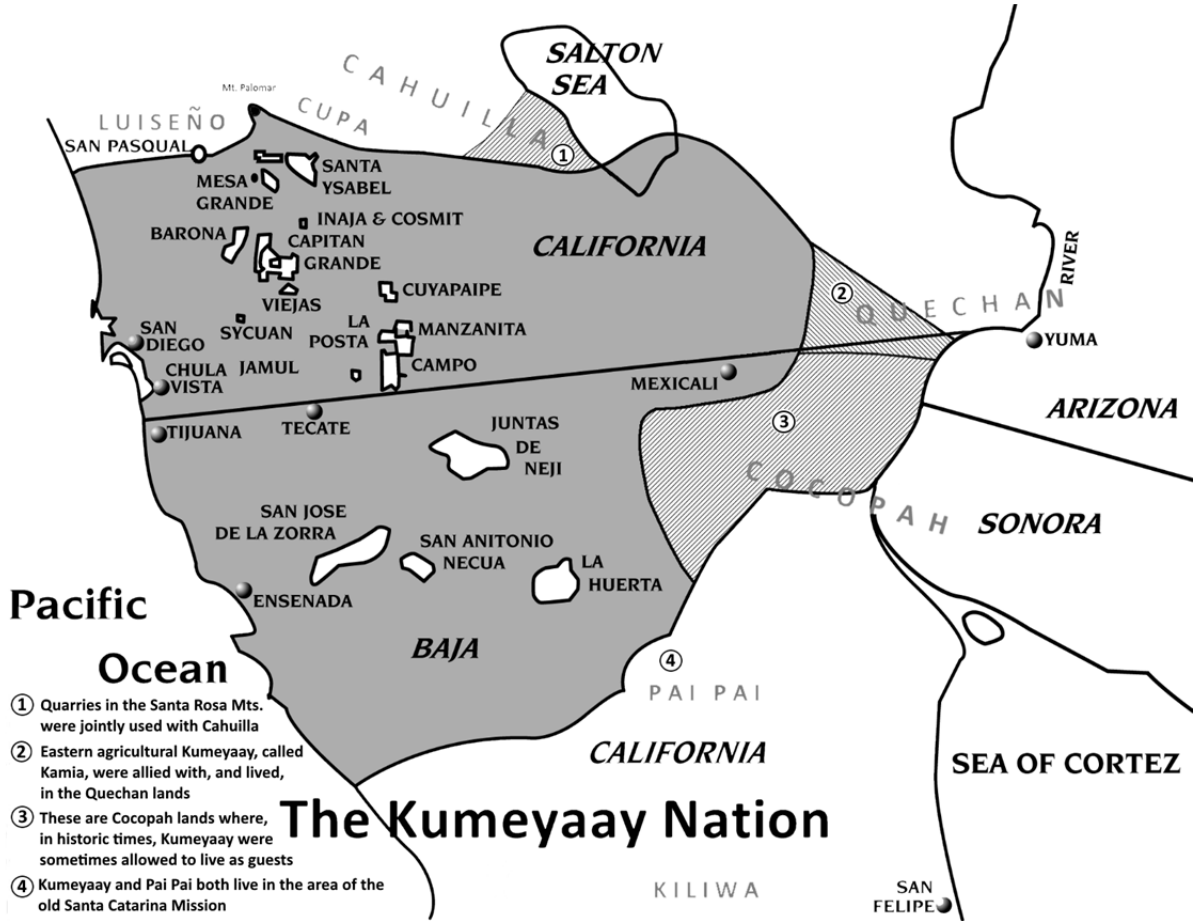 SALTON
SEA
CAHUILLA
Mt. Palomar
CUPA
LUISEÑO
SAN PASQUAL
1
SANTA
YSABEL
MESA
GRANDE
INAJA & COSMIT
BARONA
CAPITAN
GRANDE
CALIFORNIA
RIVER
VIEJAS
CUYAPAIPE
2
QUECHAN
SYCUAN
LA
POSTA
MANZANITA
SAN
DIEGO
YUMA
CHULA
VISTA
JAMUL
CAMPO
MEXICALI
ARIZONA
TIJUANA
TECATE
JUNTAS
DE
NEJI
3
COCOPAH
SONORA
SAN JOSE
DE LA ZORRA
SAN ANITONIO
NECUA
LA
HUERTA
ENSENADA
Pacific
Ocean
BAJA
4
PAI PAI
CALIFORNIA
SEA OF CORTEZ
1 Quarries in the Santa Rosa Mts.
were jointly used with Cahuilla
2 Eastern agricultural Kumeyaay, called
Kamia, were allied with, and lived,
in the Quechan lands
3 These are Cocopah lands where,
in historic times, Kumeyaay were
sometimes allowed to live as guests
4 Kumeyaay and Pai Pai both live in the area of the
old Santa Catarina Mission
The Kumeyaay Nation
KILIWA
SAN
FELIPE